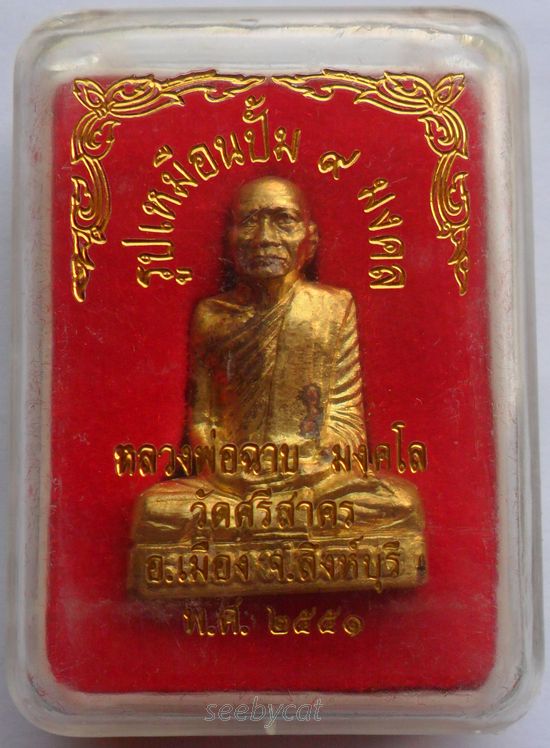 รูปเหมือนปั้ม ๙ มงคล
หลวงพ่อฉาบ มงฺคโล
วัดศรีสาคร
อ.เมือง จ.สิงห์บุรี
พ.ศ. ๒๕๕๑
seebycat